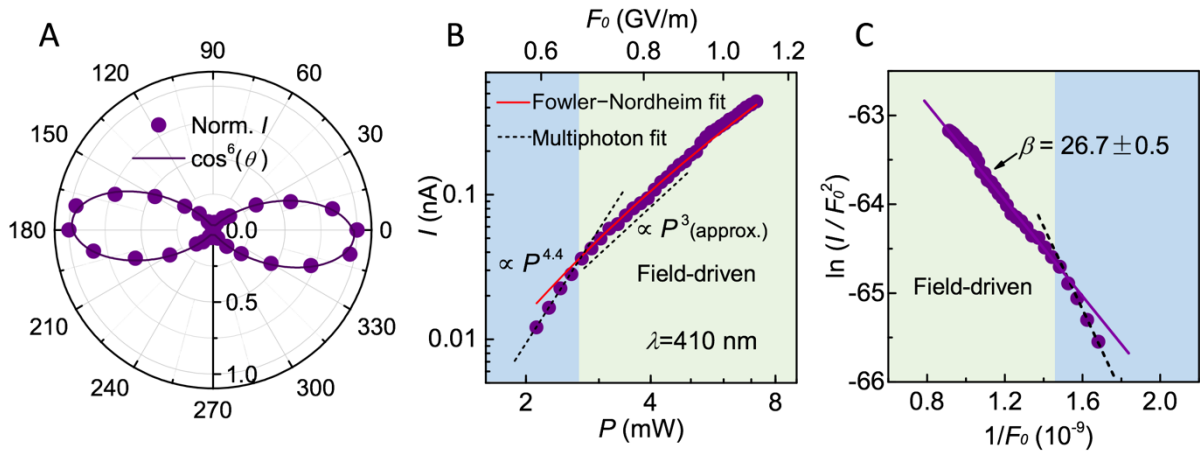 A
90
120
60
150
30
180
0
210
330
240
300
270
Norm. I
cos⁶(θ)
0.0
0.5
1.0
B
F₀ (GV/m)
0.6
0.8
1.0
1.2
Fowler−Nordheim fit
Multiphoton fit
∝ P⁴·⁴
∝ P³ (approx.)
Field-driven
λ=410 nm
I (nA)
0.1
0.01
2
4
8
P (mW)
C
-63
-64
-65
-66
ln (I / F₀²)
β = 26.7±0.5
Field-driven
0.8
1.2
1.6
2.0
1/F₀ (10⁻⁹)